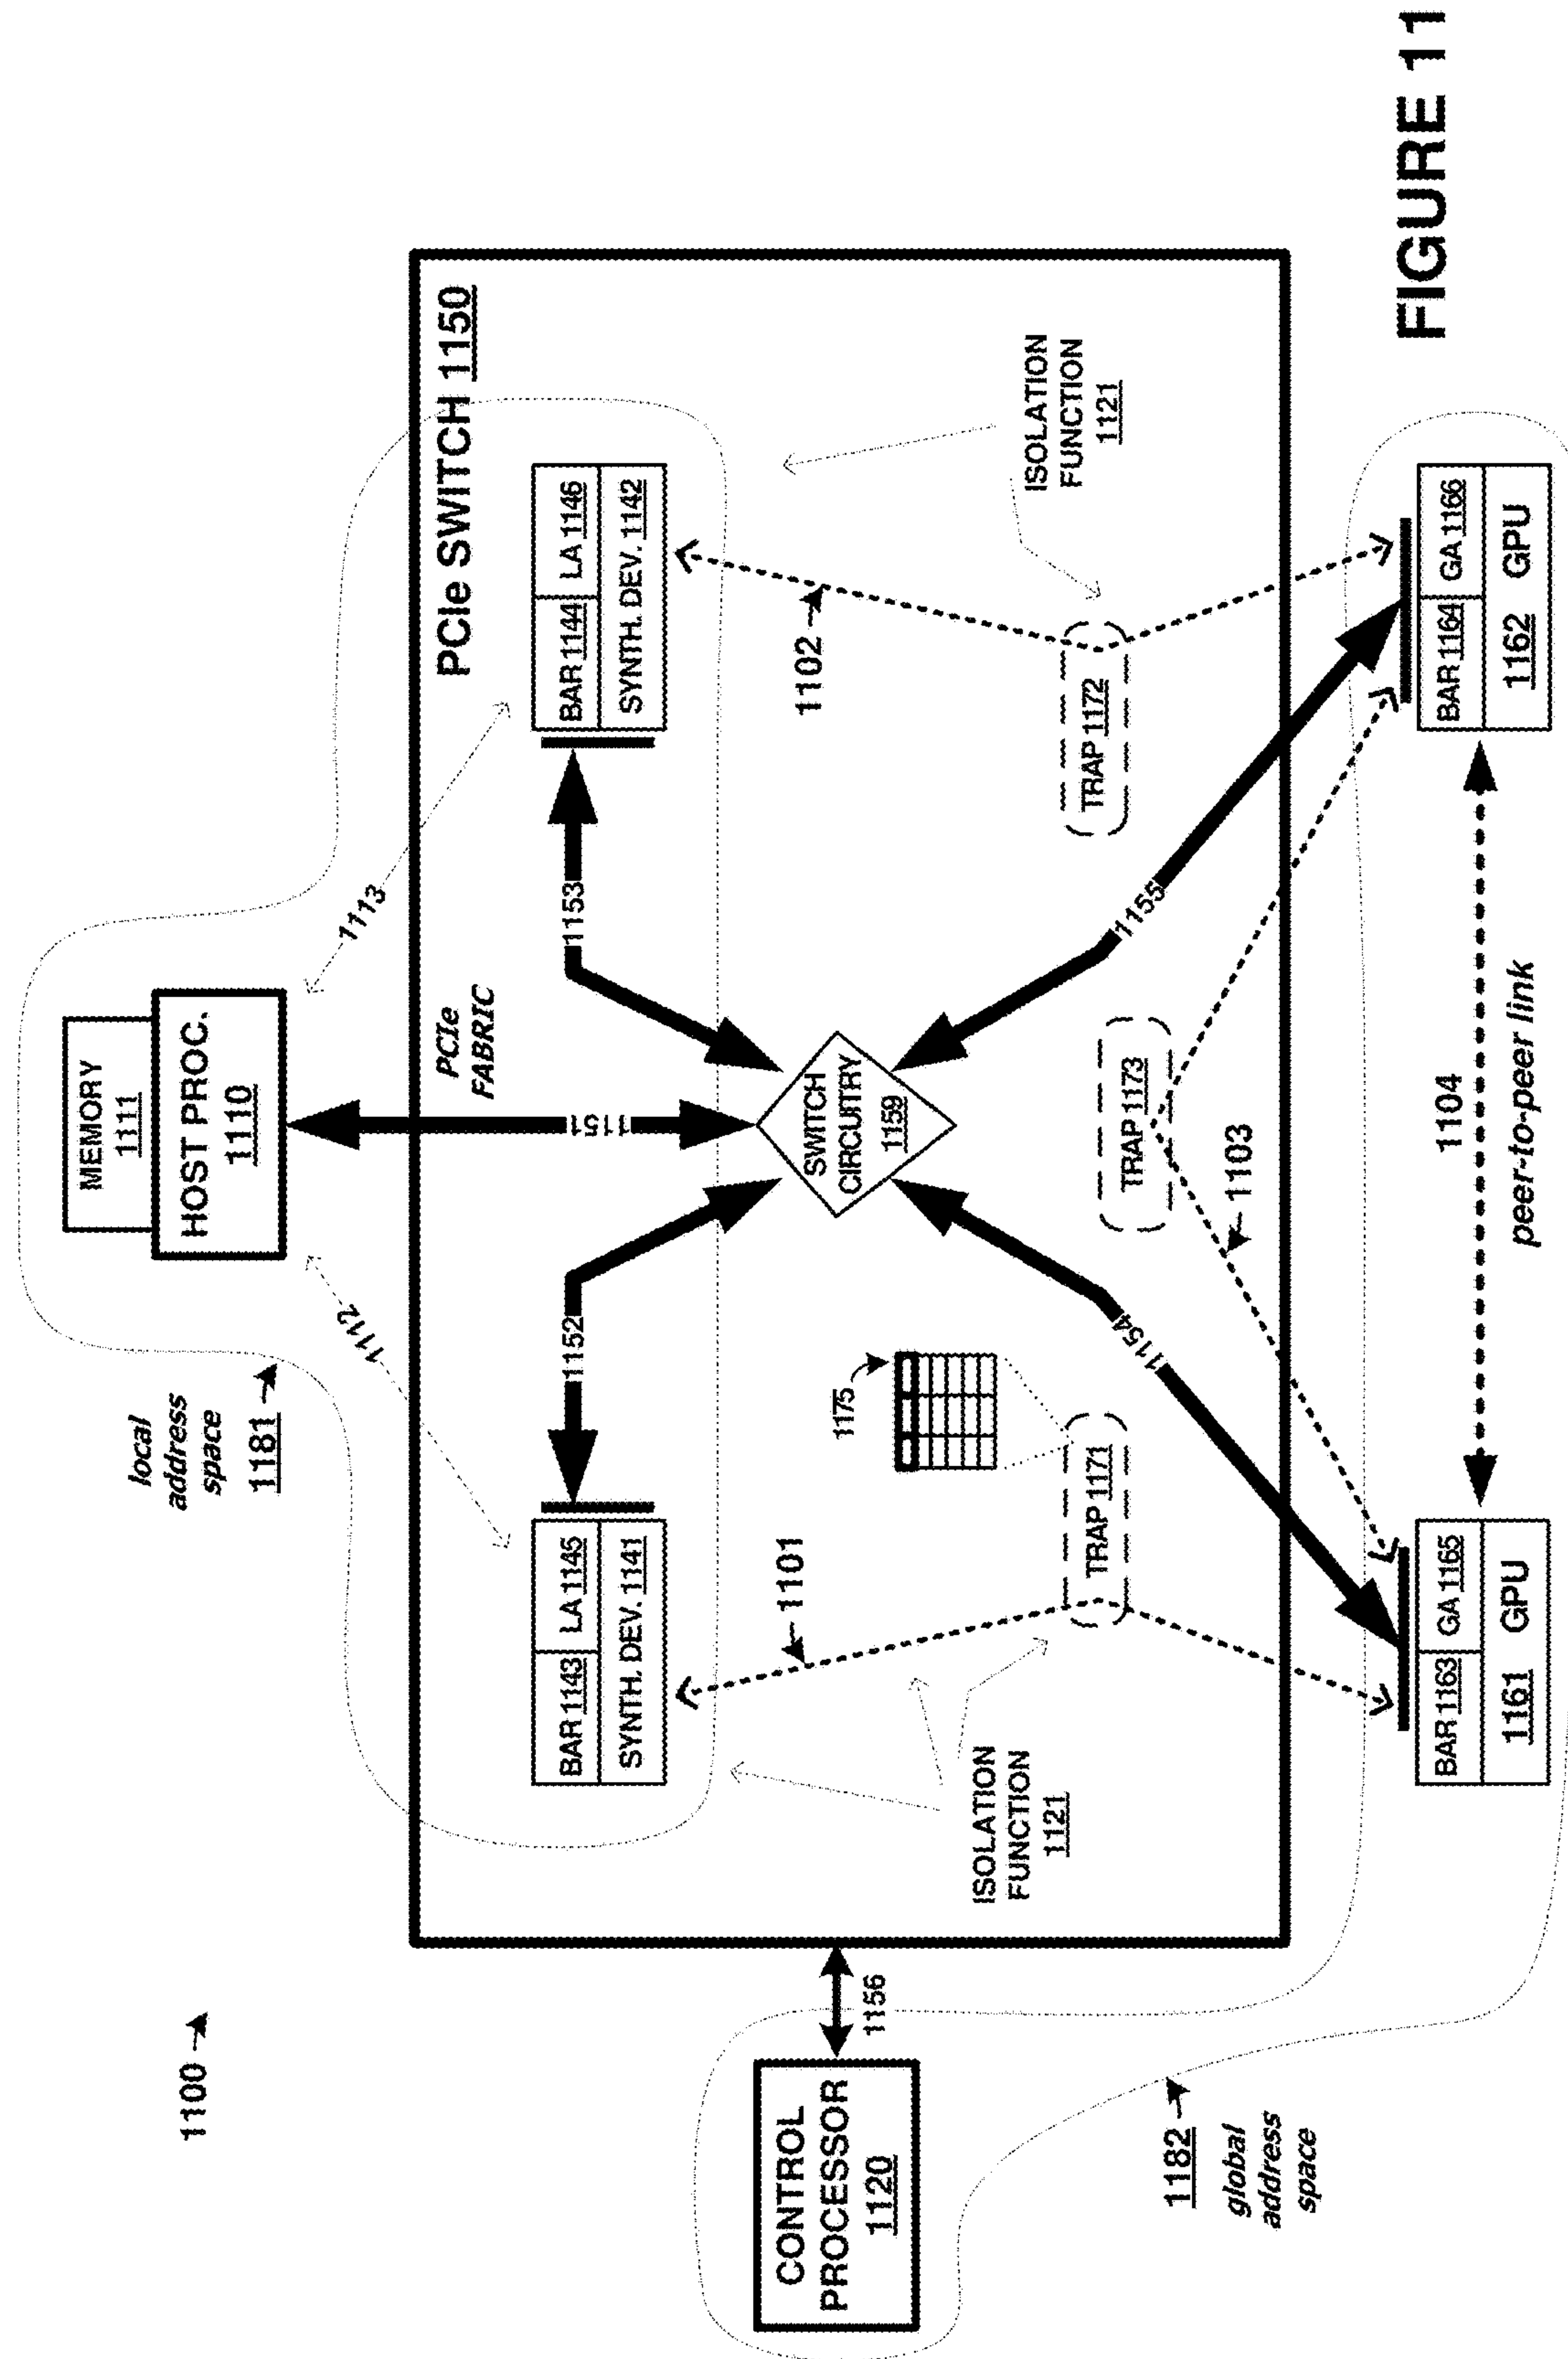 1100
MEMORY
1111
HOST PROC.
1110
local
address
space
1181
1112
1113
PCIe
FABRIC
PCIe SWITCH 1150
1151
BAR 1143
LA 1145
SYNTH. DEV. 1141
1152
1153
BAR 1144
LA 1146
SYNTH. DEV. 1142
SWITCH
CIRCUITRY
1159
CONTROL
PROCESSOR
1120
1156
1101
1175
1102
ISOLATION
FUNCTION
1121
TRAP 1171
TRAP 1173
TRAP 1172
ISOLATION
FUNCTION
1121
1154
1155
1103
1182
global
address
space
BAR 1163
GA 1165
1161 GPU
1104
peer-to-peer link
BAR 1164
GA 1166
1162 GPU
FIGURE 11